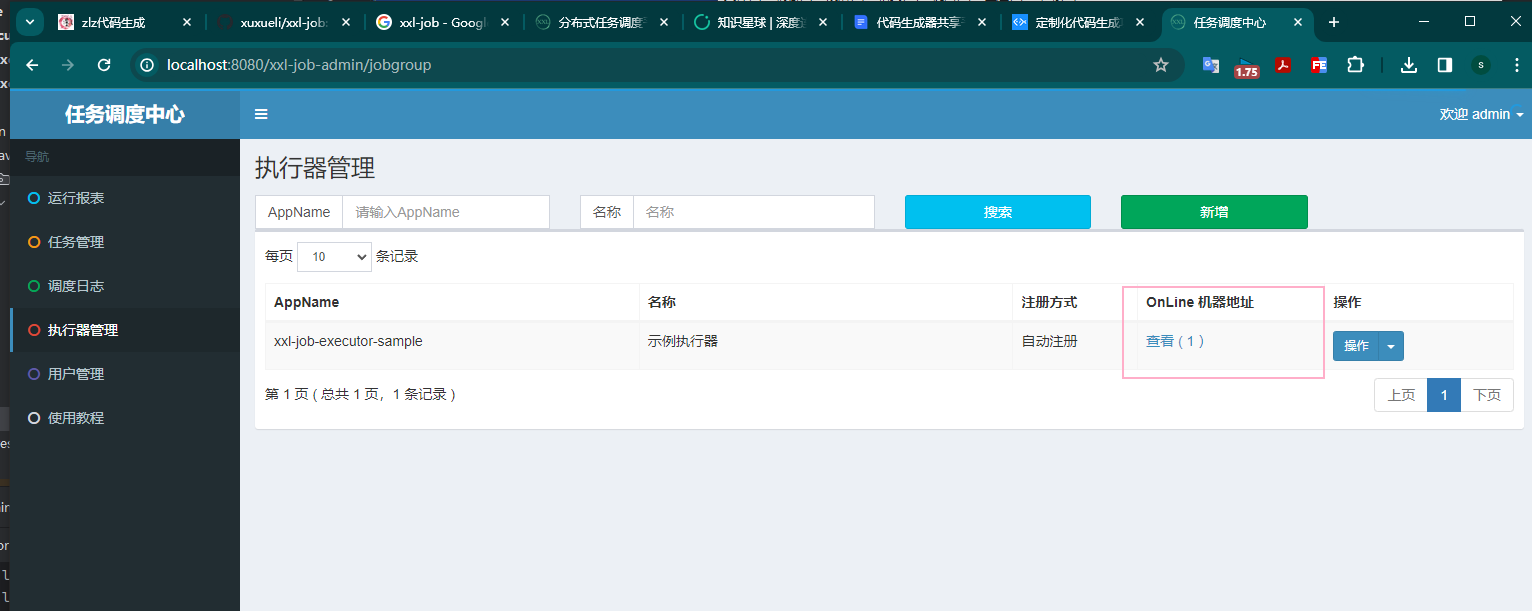 zlz代码生成
xuxueli/xxl-job:
xxl-job - Googl
分布式任务调度
知识星球 | 深度
代码生成器共享
定制化代码生成
任务调度中心
localhost:8080/xxl-job-admin/jobgroup
1.75
FE
s
任务调度中心
欢迎 admin
导航
运行报表
任务管理
调度日志
执行器管理
用户管理
使用教程
执行器管理
AppName 请输入AppName 名称 名称 搜索 新增
每页 10 条记录
AppName 名称 注册方式 OnLine 机器地址 操作
xxl-job-executor-sample 示例执行器 自动注册 查看 ( 1 ) 操作
第 1 页 ( 总共 1 页，1 条记录 ) 上页 1 下页